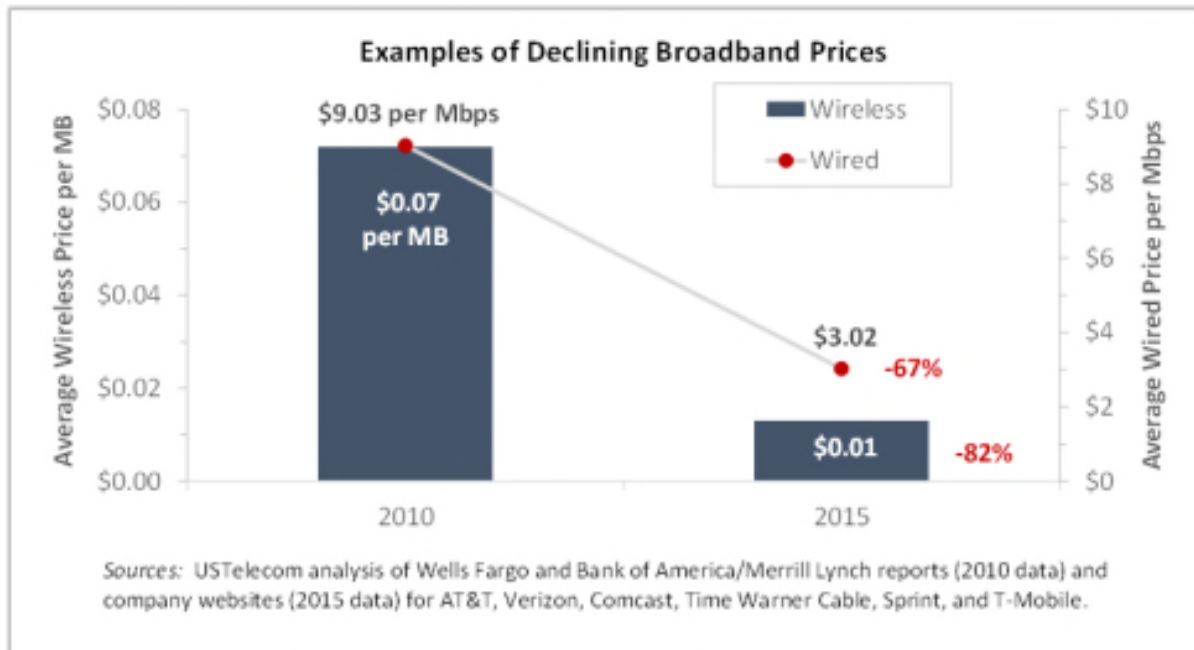 Examples of Declining Broadband Prices
Average Wireless Price per MB
$0.08
$0.06
$0.04
$0.02
$0.00
$9.03 per Mbps
$0.07
per MB
Wireless
Wired
$3.02
-67%
$0.01
-82%
$10
$8
$6
$4
$2
$0
Average Wired Price per Mbps
2010
2015
Sources: USTelecom analysis of Wells Fargo and Bank of America/Merrill Lynch reports (2010 data) and
company websites (2015 data) for AT&T, Verizon, Comcast, Time Warner Cable, Sprint, and T-Mobile.